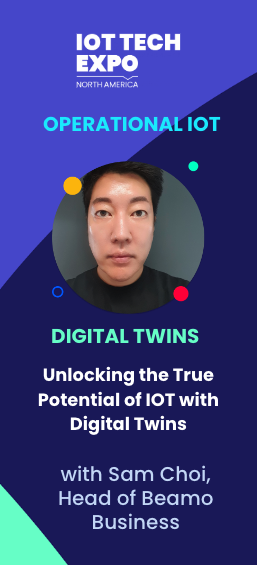 IOT TECH
EXPO
NORTH AMERICA
OPERATIONAL IOT
DIGITAL TWINS
Unlocking the True
Potential of IOT with
Digital Twins
with Sam Choi,
Head of Beamo
Business